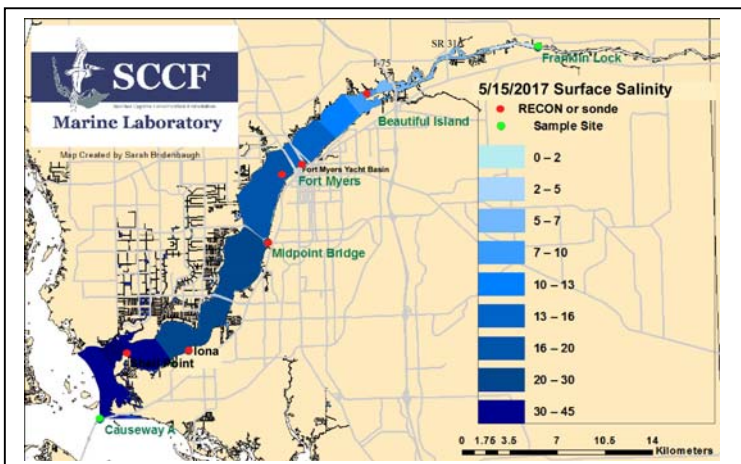 SCCF
Marine Laboratory
Map Created by Sarah Bridenbaugh
SR 31
I-75
Franklin Lock
5/15/2017 Surface Salinity
RECON or sonde
Sample Site
Beautiful Island
Fort Myers Yacht Basin
Fort Myers
Midpoint Bridge
Iona
Point
Causeway A
0 – 2
2 – 5
5 – 7
7 – 10
10 – 13
13 – 16
16 – 20
20 – 30
30 – 45
0 1.75 3.5 7 10.5 14
Kilometers